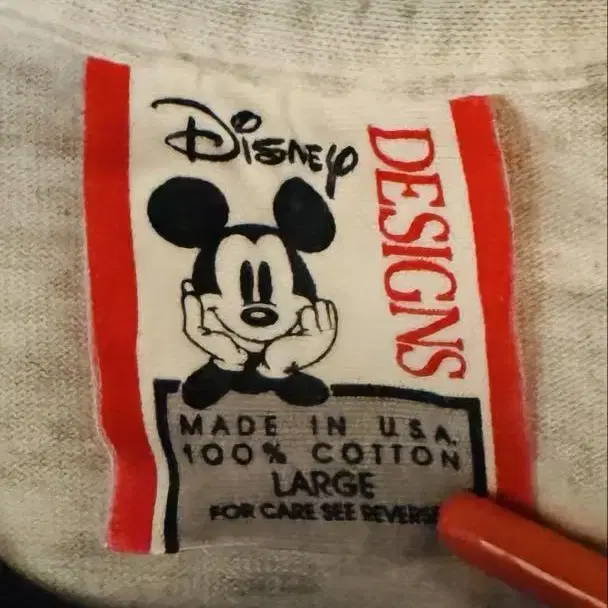 Disney
DESIGNS
MADE IN U.S.A.
100% COTTON
LARGE
FOR CARE SEE REVERSE